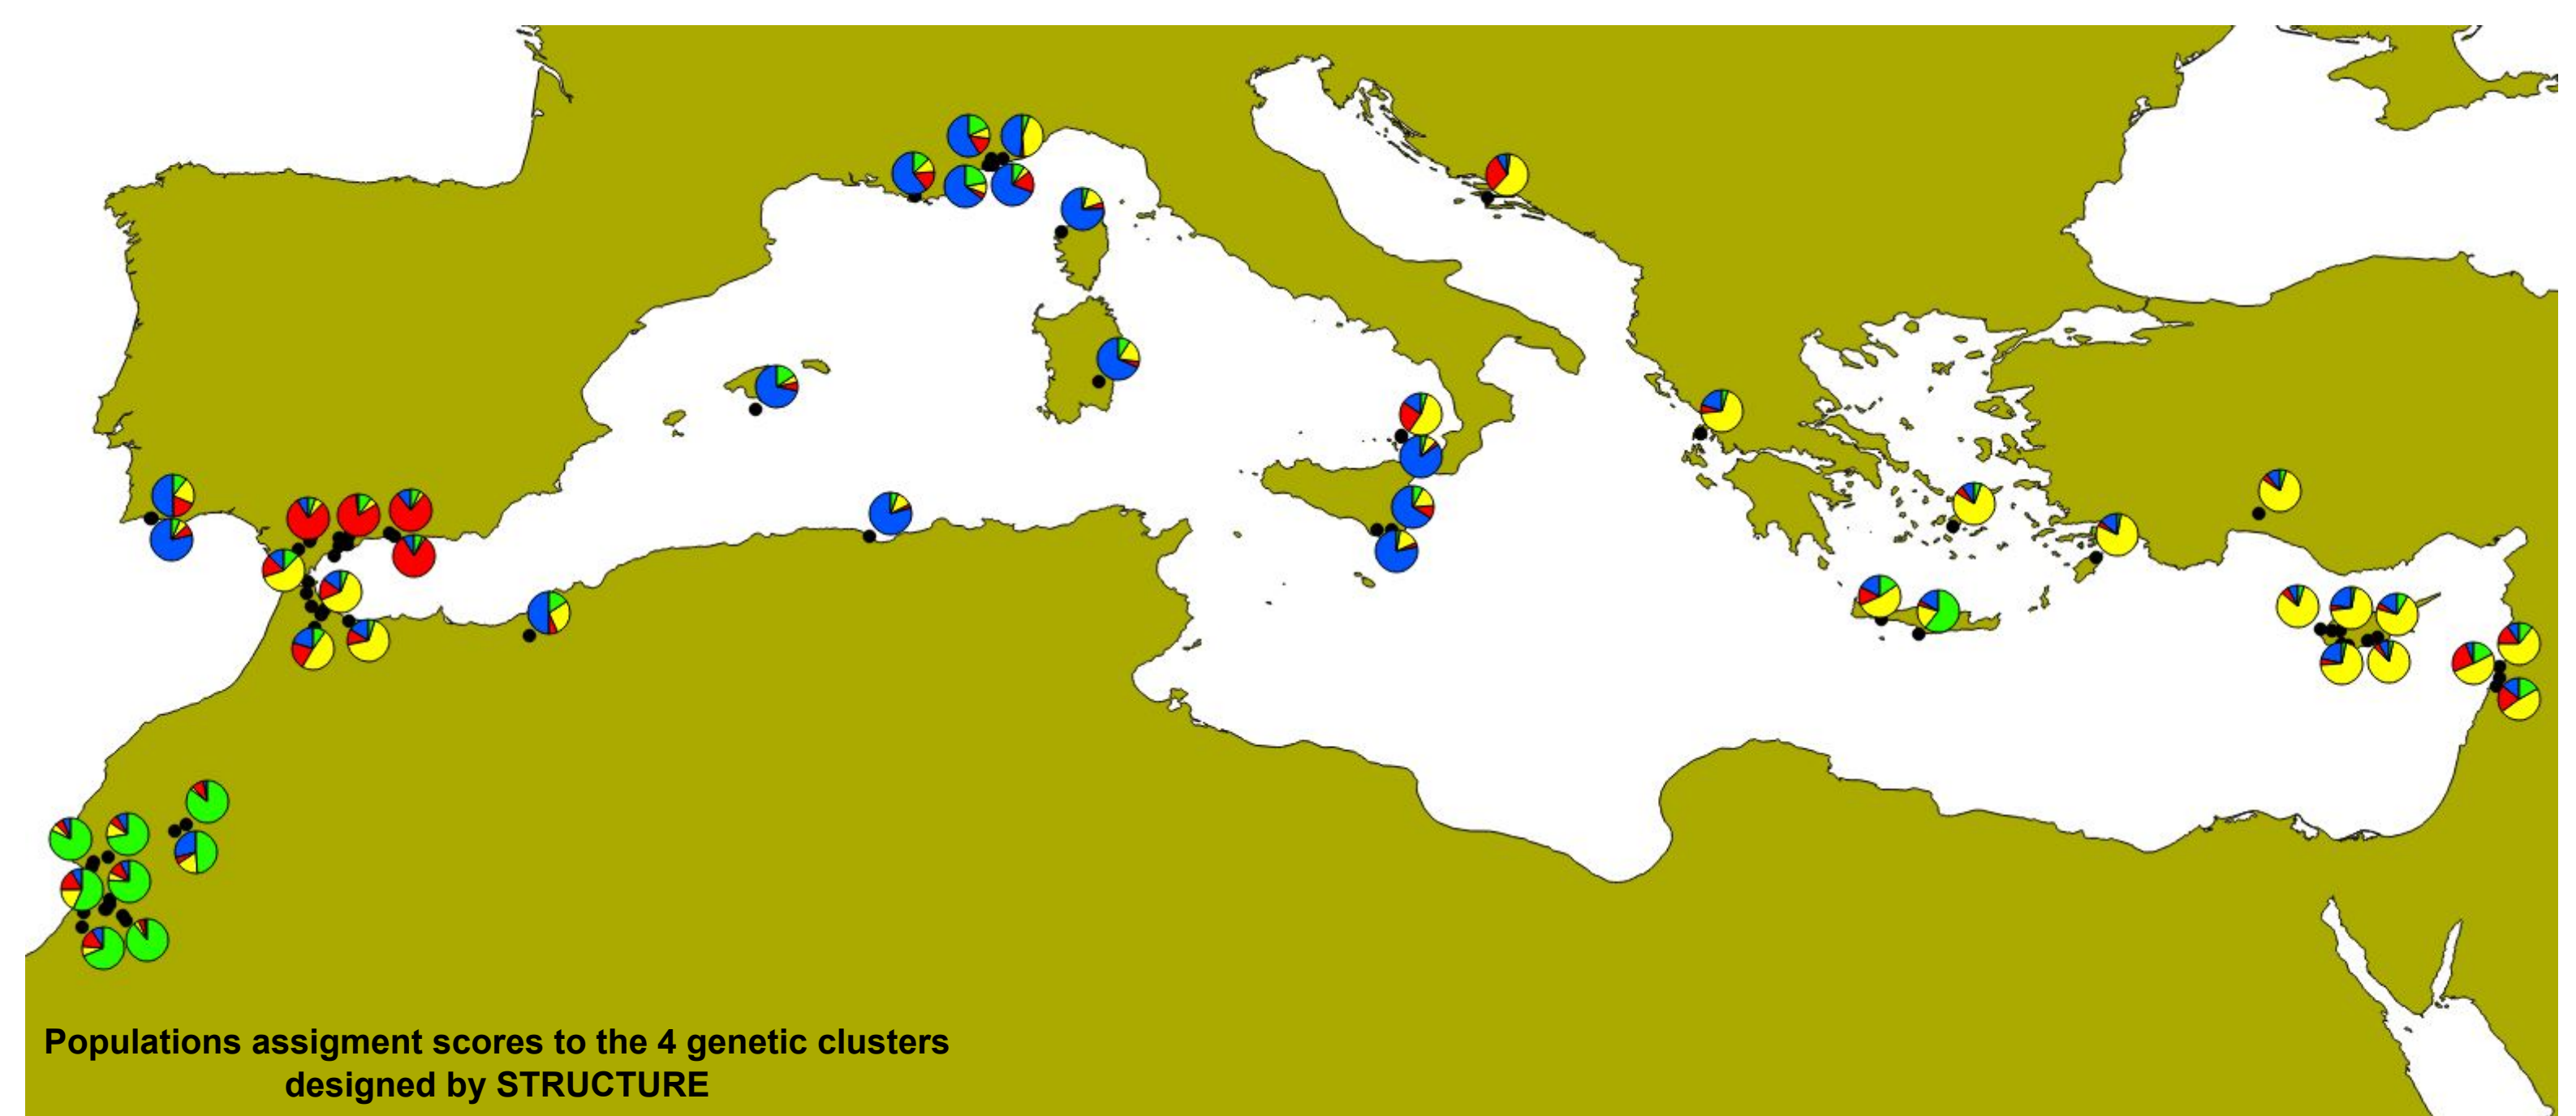 Populations assigment scores to the 4 genetic clusters
designed by STRUCTURE